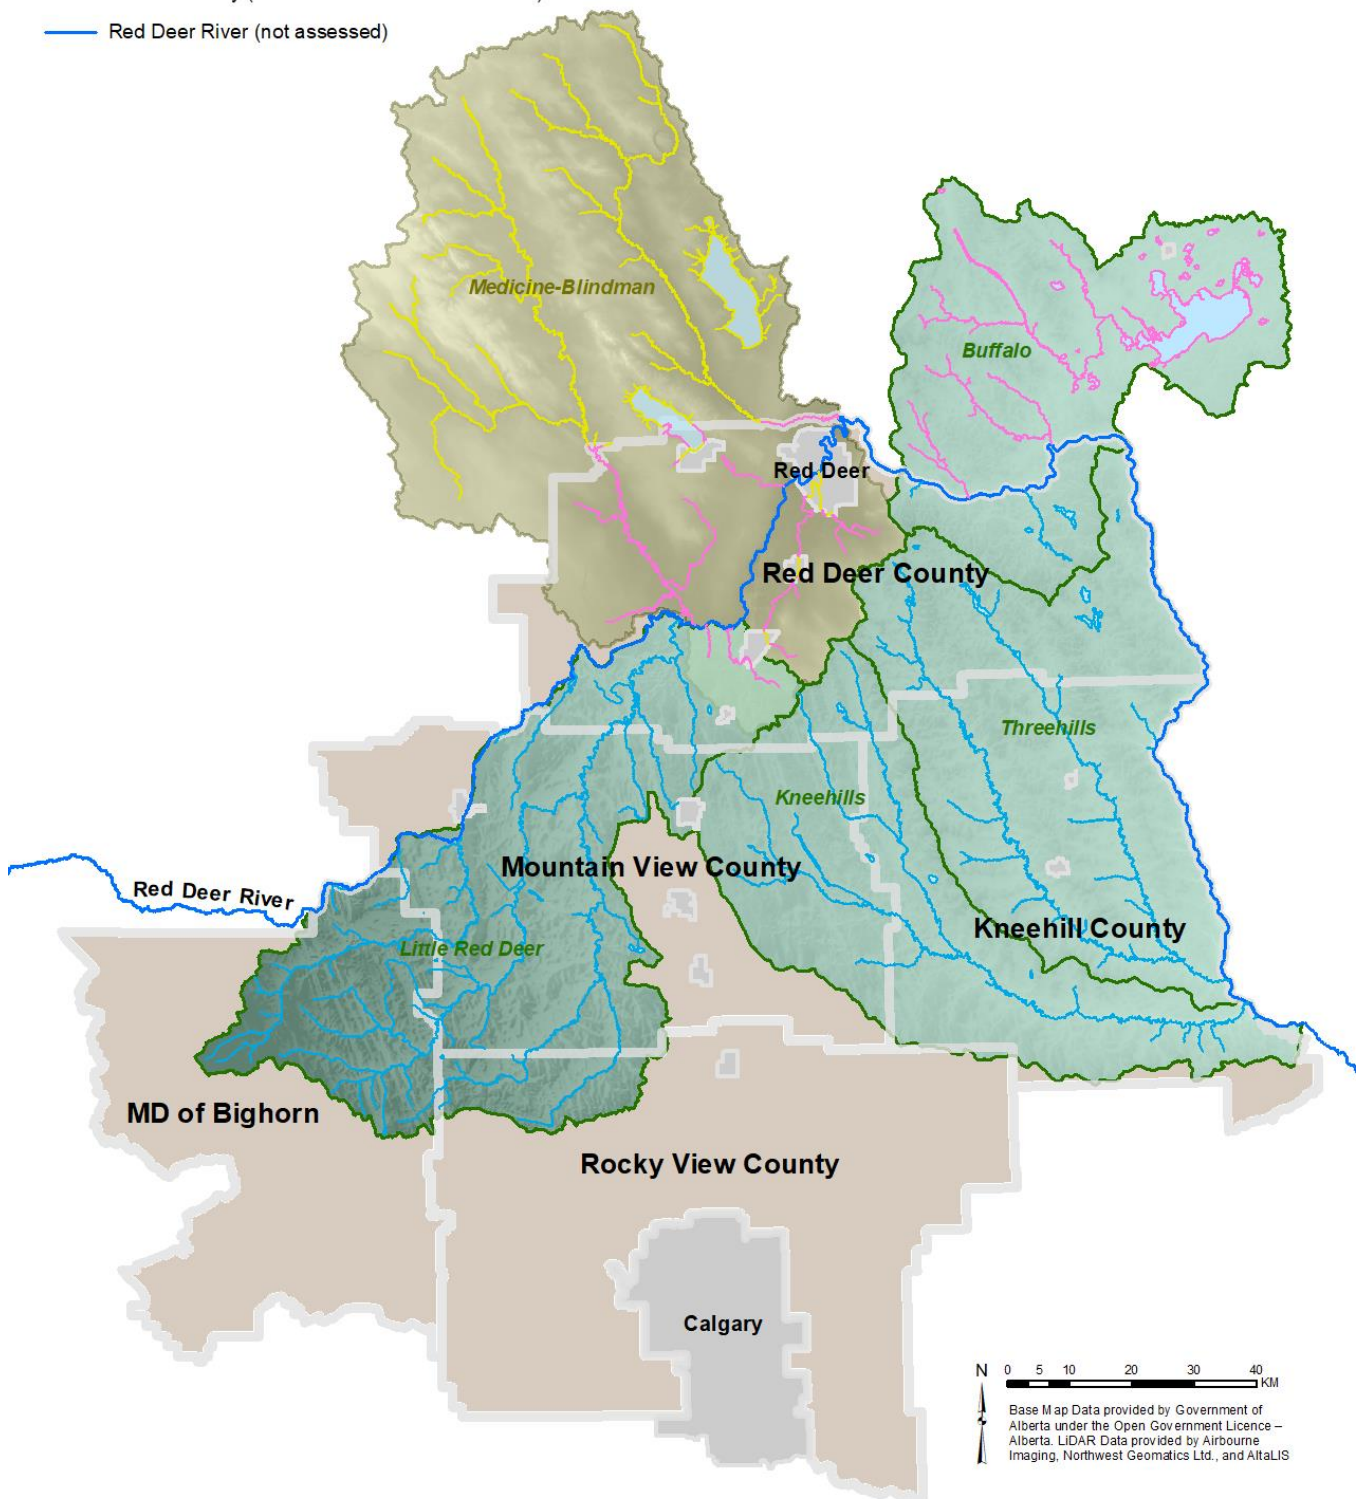 Red Deer River (not assessed)
Medicine-Blindman
Buffalo
Red Deer
Red Deer County
Threehills
Kneehills
Mountain View County
Red Deer River
Kneehill County
Little Red Deer
MD of Bighorn
Rocky View County
Calgary
N 0 5 10 20 30 40
KM
Base Map Data provided by Government of
Alberta under the Open Government Licence –
Alberta. LiDAR Data provided by Airbourne
Imaging, Northwest Geomatics Ltd., and AltaLIS